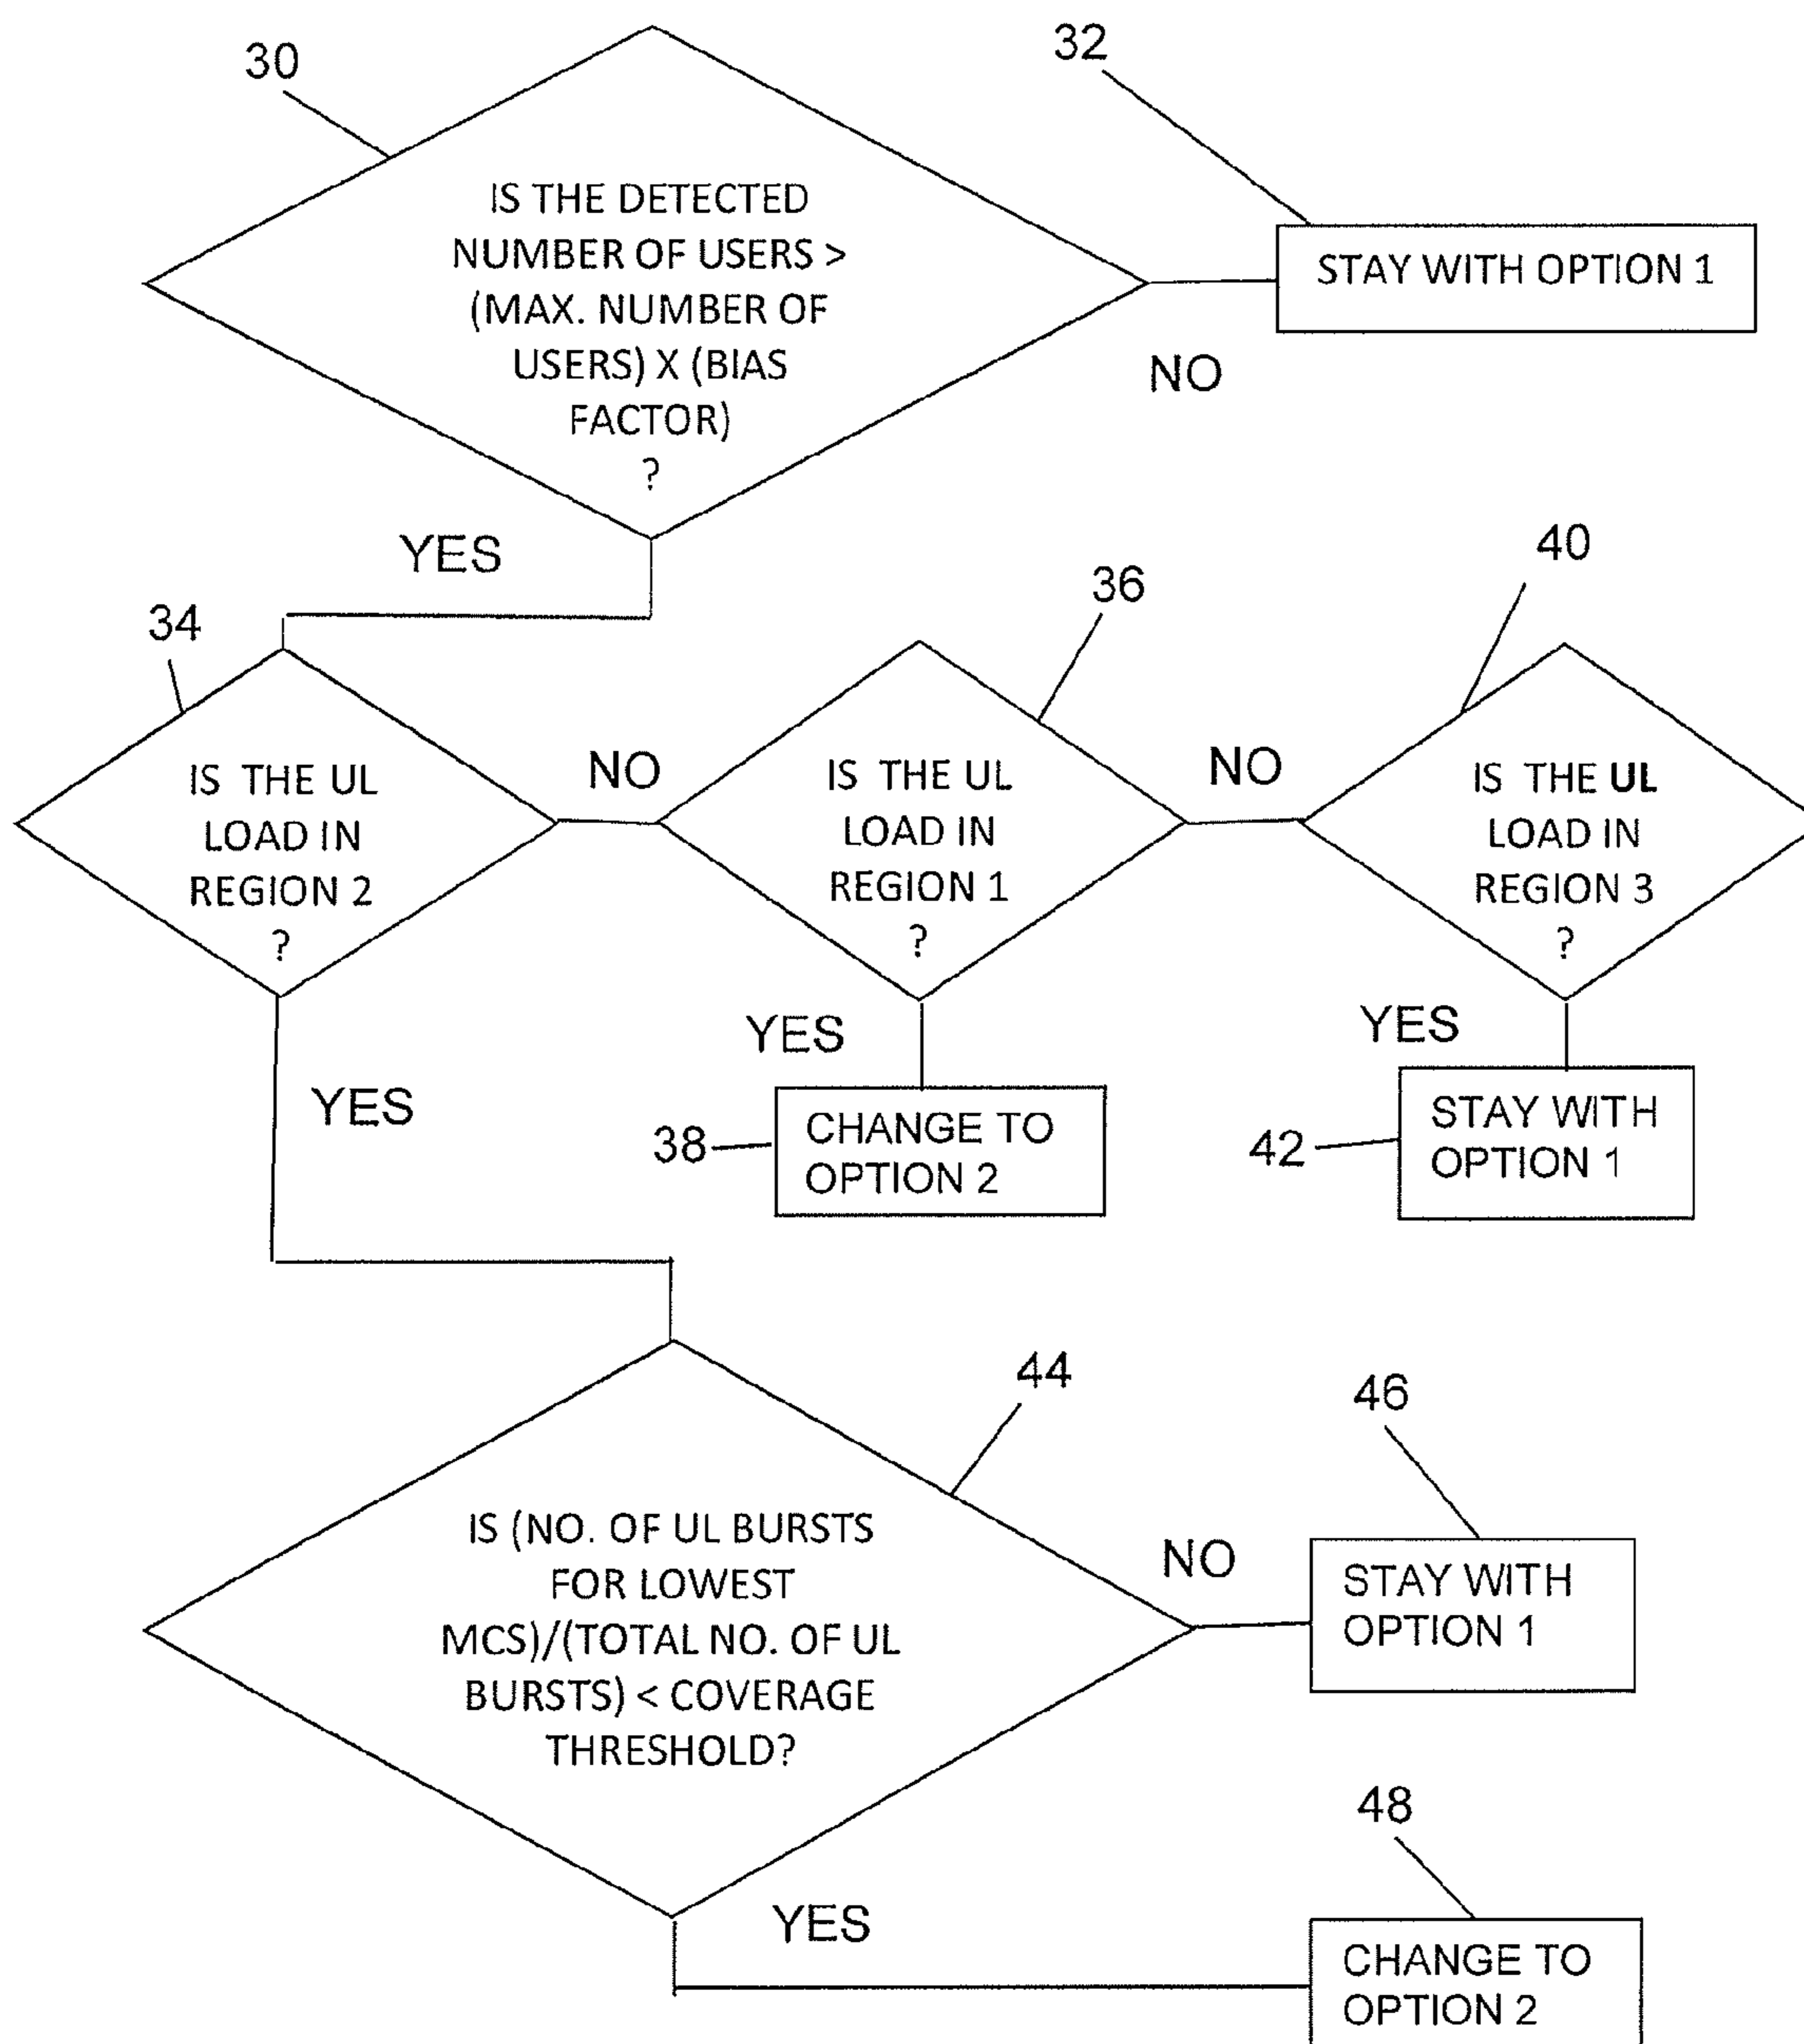 30
32
IS THE DETECTED
NUMBER OF USERS >
(MAX. NUMBER OF
USERS) X (BIAS
FACTOR)
?
STAY WITH OPTION 1
NO
YES
34
36
40
IS THE UL
LOAD IN
REGION 2
?
NO
IS THE UL
LOAD IN
REGION 1
?
NO
IS THE UL
LOAD IN
REGION 3
?
YES
YES
YES
38
CHANGE TO
OPTION 2
42
STAY WITH
OPTION 1
44
46
IS (NO. OF UL BURSTS
FOR LOWEST
MCS)/(TOTAL NO. OF UL
BURSTS) < COVERAGE
THRESHOLD?
NO
STAY WITH
OPTION 1
48
YES
CHANGE TO
OPTION 2